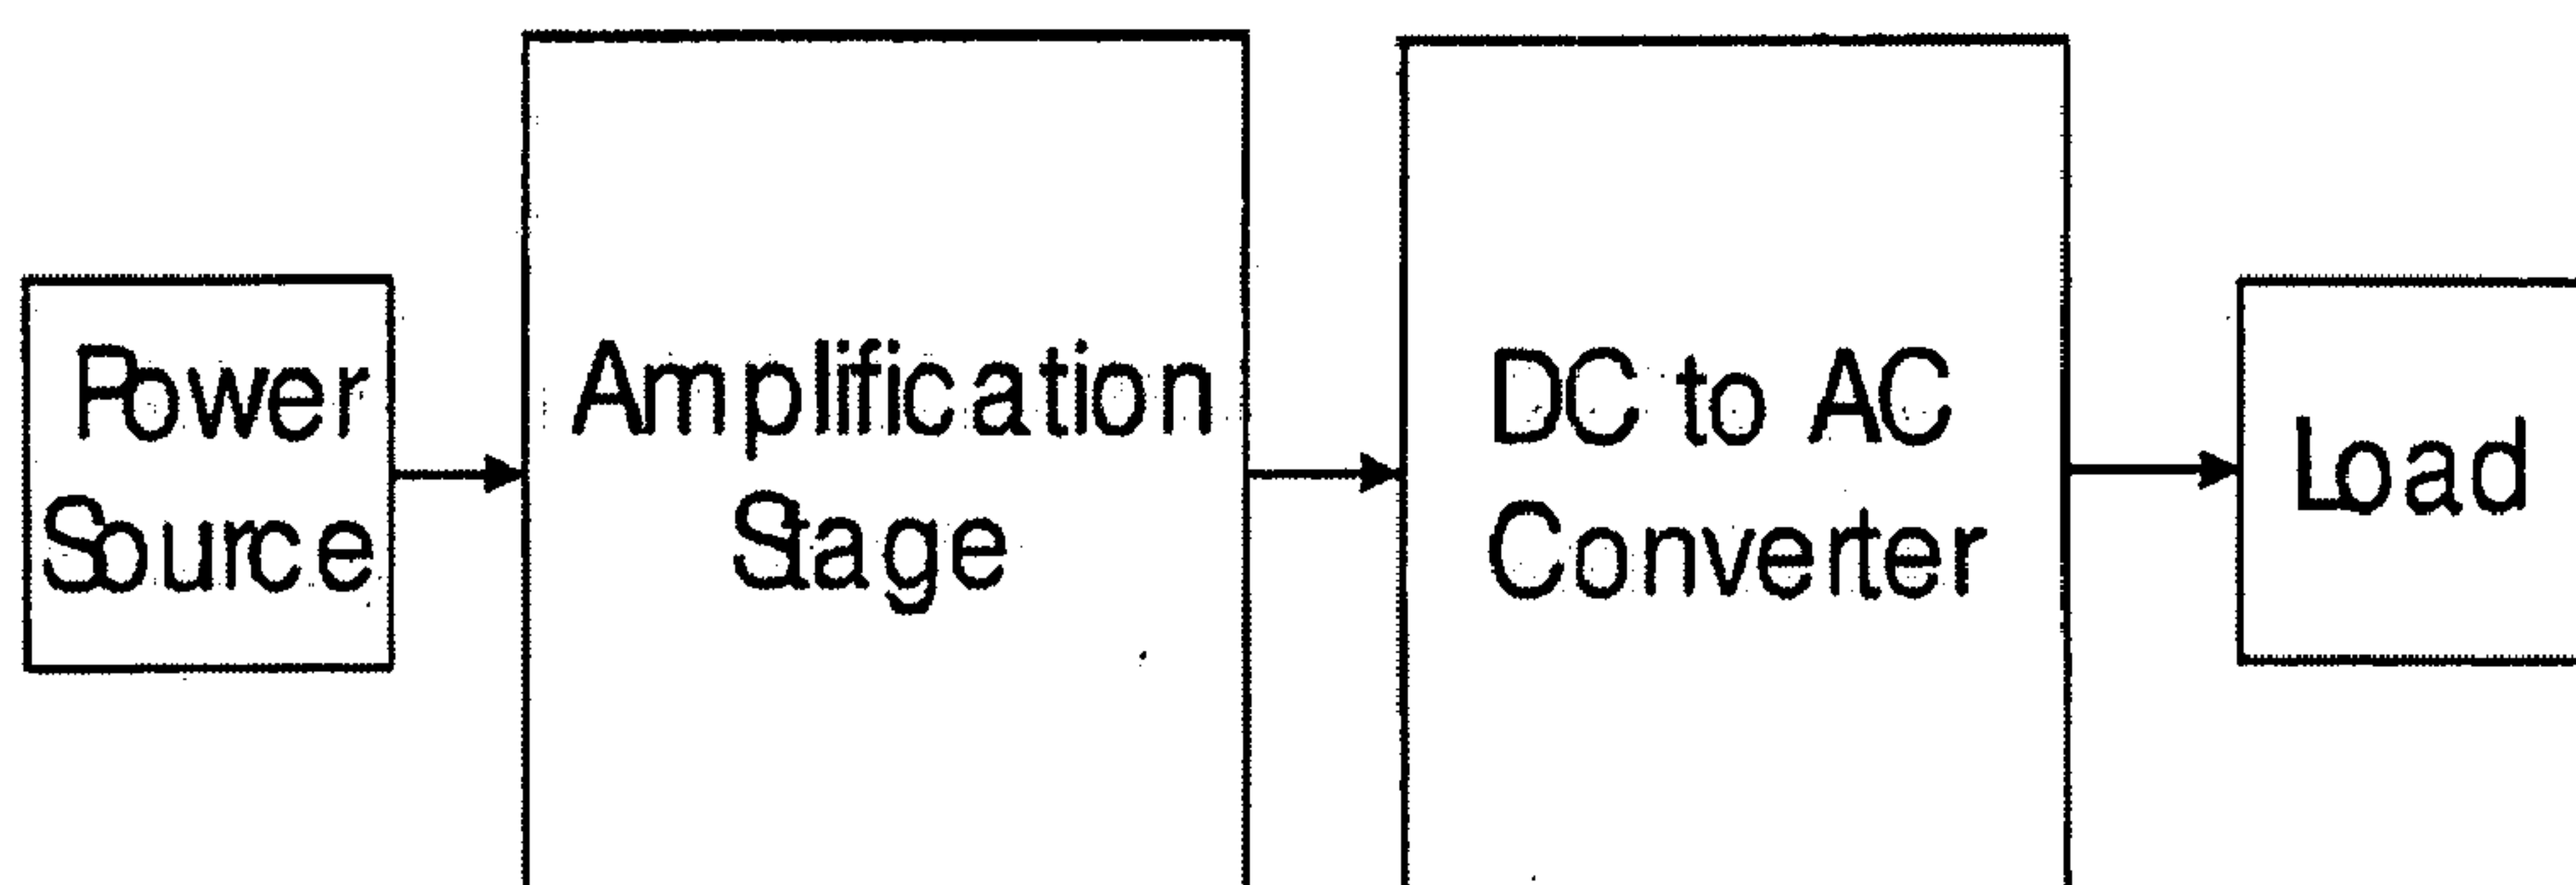 Power
Source
Amplification
Stage
DC to AC
Converter
Load